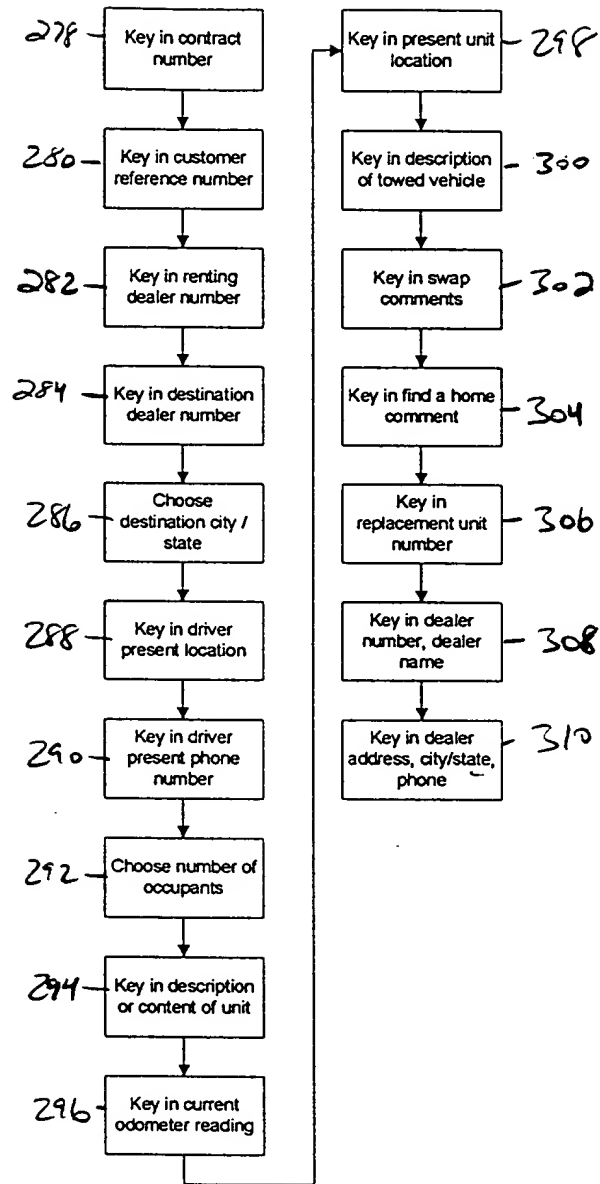 278
Key in contract
number
280
Key in customer
reference number
282
Key in renting
dealer number
284
Key in destination
dealer number
286
Choose
destination city /
state
288
Key in driver
present location
290
Key in driver
present phone
number
292
Choose number of
occupants
294
Key in description
or content of unit
296
Key in current
odometer reading
Key in present unit
location
298
Key in description
of towed vehicle
300
Key in swap
comments
302
Key in find a home
comment
304
Key in
replacement unit
number
306
Key in dealer
number, dealer
name
308
Key in dealer
address, city/state,
phone
310